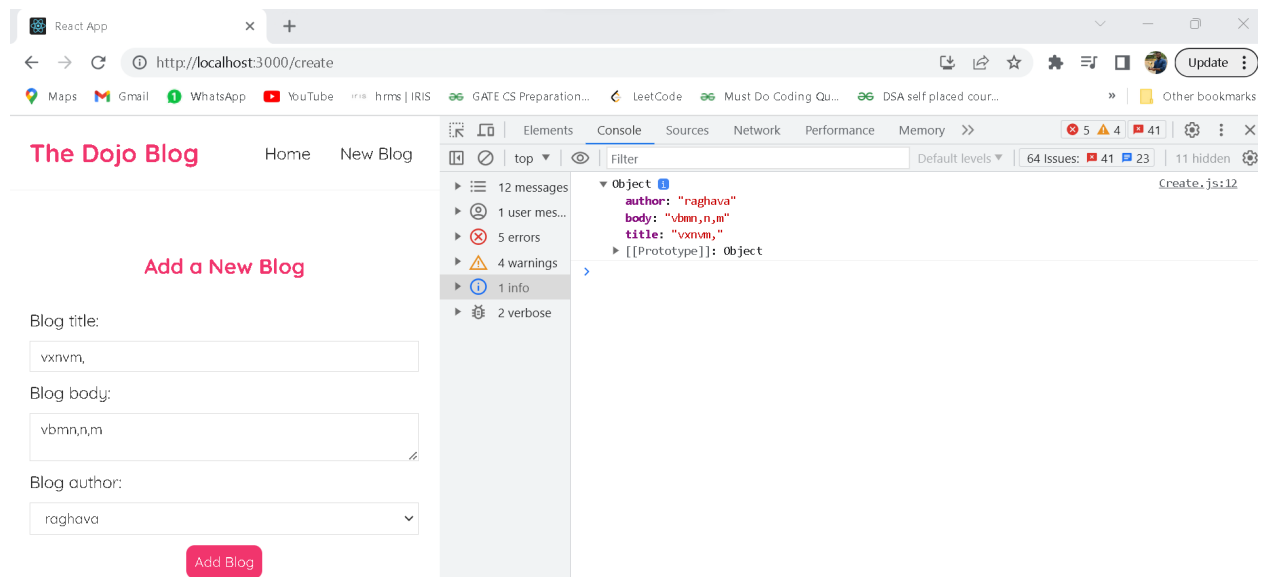 React App
http://localhost:3000/create
Update
Maps Gmail 1 WhatsApp YouTube hrms | IRIS GATE CS Preparation... LeetCode Must Do Coding Qu... DSA self placed cour... » Other bookmarks
The Dojo Blog Home New Blog
Add a New Blog
Blog title:
vxnvm,
Blog body:
vbmn,n,m
Blog author:
raghava
Add Blog
Elements Console Sources Network Performance Memory 5 4 41
top Filter Default levels 64 Issues: 41 23 11 hidden
12 messages
1 user mes...
5 errors
4 warnings
1 info
2 verbose
Object i Create.js:12
author: "raghava"
body: "vbmn,n,m"
title: "vxnvm,"
[[Prototype]]: Object